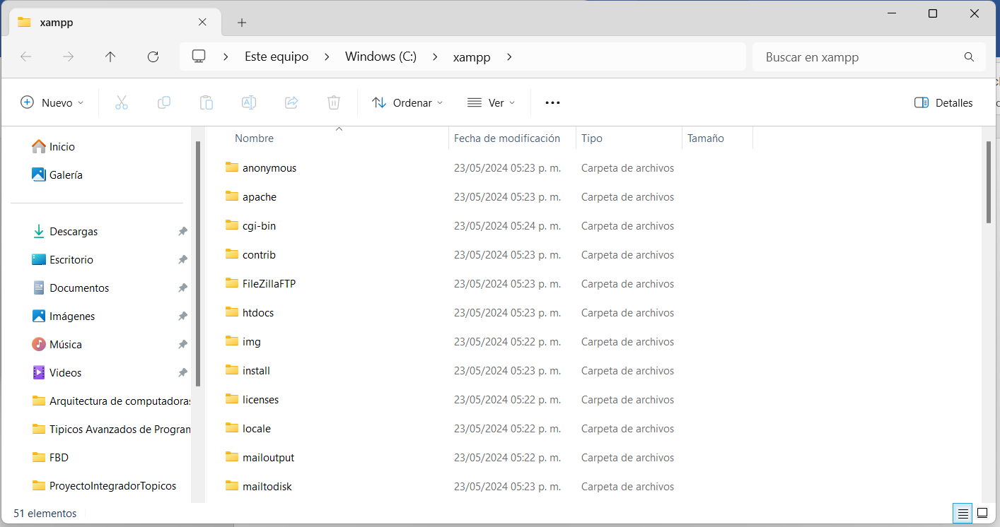 xampp
Este equipo > Windows (C:) > xampp >
Buscar en xampp
Nuevo
Ordenar
Ver
Detalles
Inicio
Galería
Descargas
Escritorio
Documentos
Imágenes
Música
Videos
Arquitectura de computadoras
Tipicos Avanzados de Progran
FBD
ProyectoIntegradorTopicos
Nombre Fecha de modificación Tipo Tamaño
anonymous 23/05/2024 05:23 p. m. Carpeta de archivos
apache 23/05/2024 05:23 p. m. Carpeta de archivos
cgi-bin 23/05/2024 05:24 p. m. Carpeta de archivos
contrib 23/05/2024 05:23 p. m. Carpeta de archivos
FileZillaFTP 23/05/2024 05:23 p. m. Carpeta de archivos
htdocs 23/05/2024 05:23 p. m. Carpeta de archivos
img 23/05/2024 05:22 p. m. Carpeta de archivos
install 23/05/2024 05:23 p. m. Carpeta de archivos
licenses 23/05/2024 05:22 p. m. Carpeta de archivos
locale 23/05/2024 05:22 p. m. Carpeta de archivos
mailoutput 23/05/2024 05:22 p. m. Carpeta de archivos
mailtodisk 23/05/2024 05:23 p. m. Carpeta de archivos
51 elementos